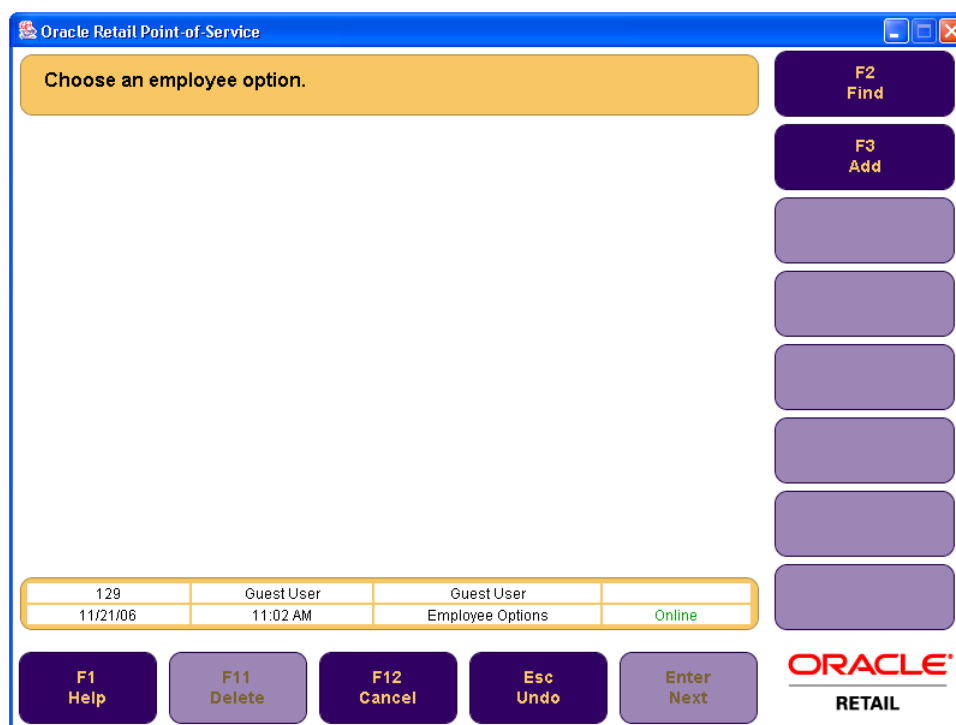 Oracle Retail Point-of-Service
Choose an employee option.
F2
Find
F3
Add
129 Guest User Guest User
11/21/06 11:02 AM Employee Options Online
F1
Help
F11
Delete
F12
Cancel
Esc
Undo
Enter
Next
ORACLE
RETAIL